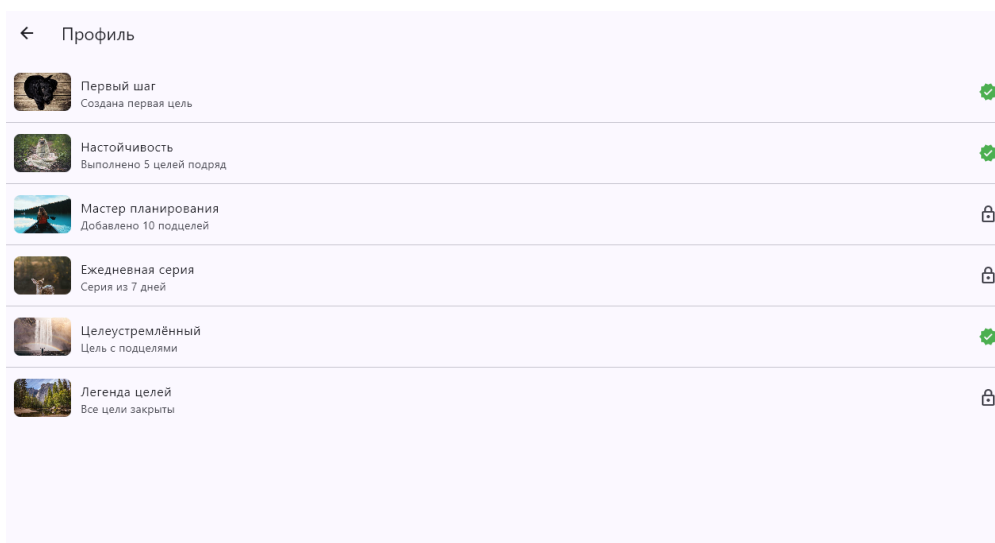 Профиль
Первый шаг
Создана первая цель
Настойчивость
Выполнено 5 целей подряд
Мастер планирования
Добавлено 10 подцелей
Ежедневная серия
Серия из 7 дней
Целеустремлённый
Цель с подцелями
Легенда целей
Все цели закрыты